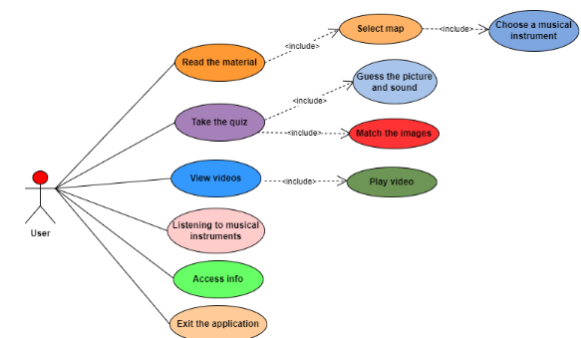 Select map
<include>
<include>
Choose a musical
instrument
Read the material
Guess the picture
and sound
<include>
Take the quiz
<include>
Match the images
View videos
<include>
Play video
User
Listening to musical
instruments
Access info
Exit the application